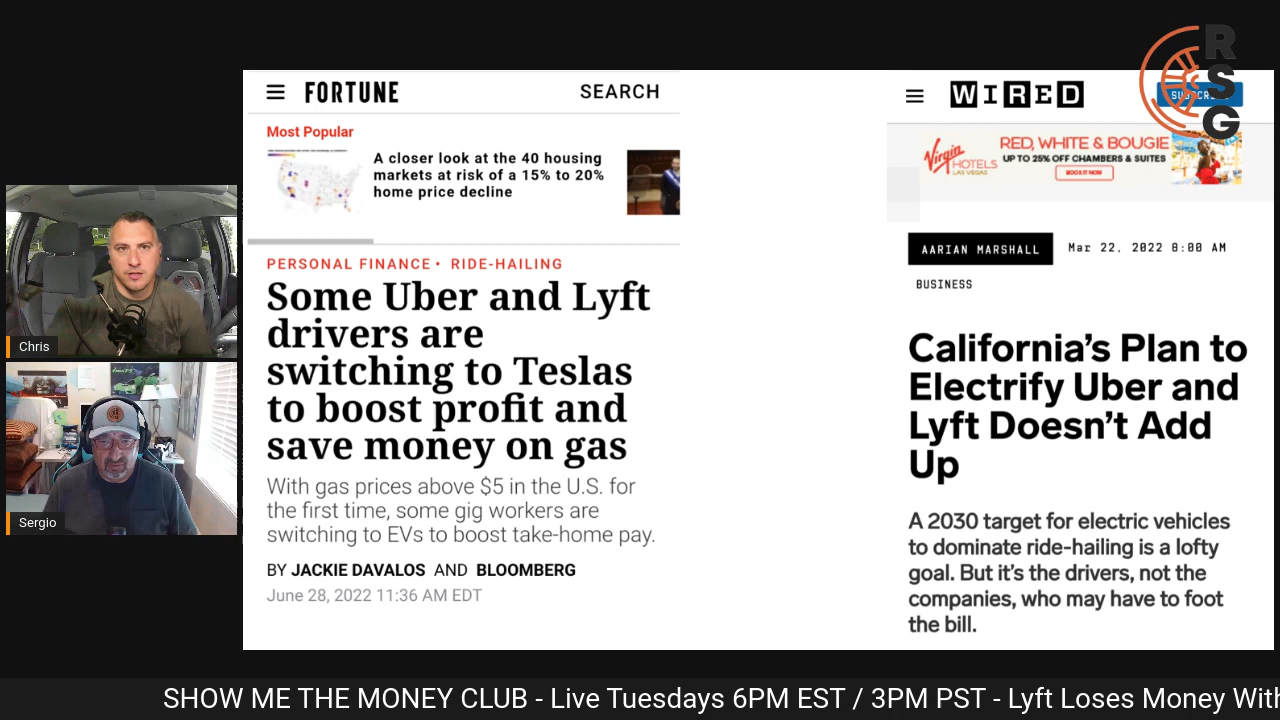 RSG
FORTUNE
SEARCH
Most Popular
A closer look at the 40 housing
markets at risk of a 15% to 20%
home price decline
PERSONAL FINANCE • RIDE-HAILING
Some Uber and Lyft
drivers are
switching to Teslas
to boost profit and
save money on gas
With gas prices above $5 in the U.S. for
the first time, some gig workers are
switching to EVs to boost take-home pay.
BY JACKIE DAVALOS AND BLOOMBERG
June 28, 2022 11:36 AM EDT
WIRED
Virgin
HOTELS
LAS VEGAS
RED, WHITE & BOUGIE
UP TO 25% OFF CHAMBERS & SUITES
BOOK IT NOW
AARIAN MARSHALL
Mar 22, 2022 8:00 AM
BUSINESS
California's Plan to
Electrify Uber and
Lyft Doesn't Add
Up
A 2030 target for electric vehicles
to dominate ride-hailing is a lofty
goal. But it's the drivers, not the
companies, who may have to foot
the bill.
Chris
Sergio
SHOW ME THE MONEY CLUB - Live Tuesdays 6PM EST / 3PM PST - Lyft Loses Money With